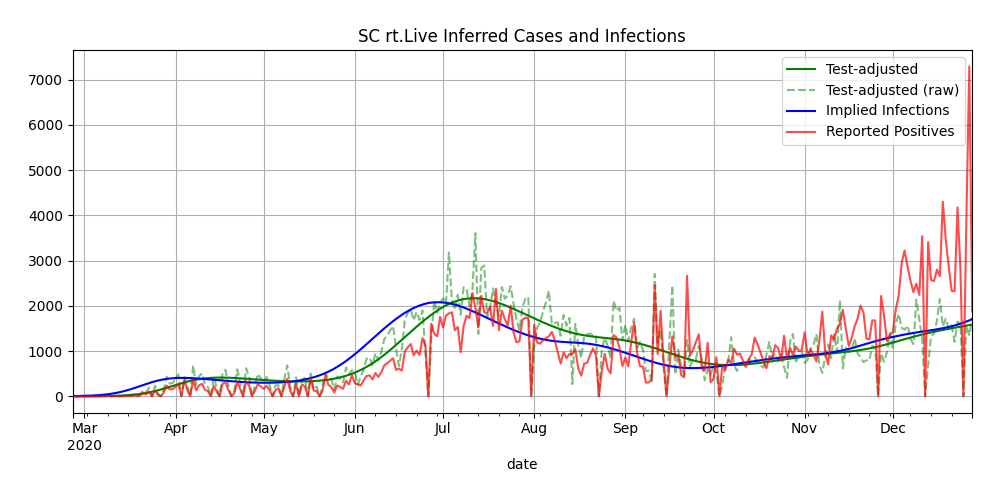 SC rt.Live Inferred Cases and Infections
Test-adjusted
Test-adjusted (raw)
Implied Infections
Reported Positives
7000
6000
5000
4000
3000
2000
1000
0
Mar Apr May Jun Jul Aug Sep Oct Nov Dec
2020
date